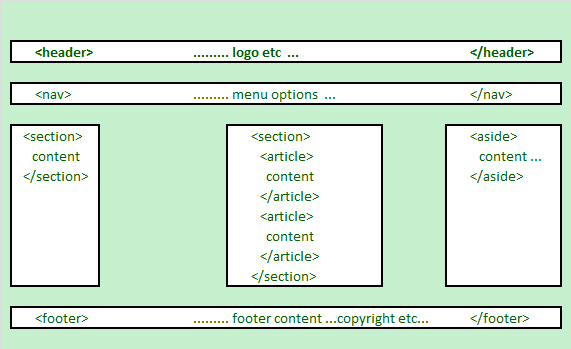 <header> ......... logo etc ... </header>
<nav> ......... menu options ... </nav>
<section>
content
</section>
<section>
<article>
content
</article>
<article>
content
</article>
</section>
<aside>
content ...
</aside>
<footer> ......... footer content ...copyright etc... </footer>